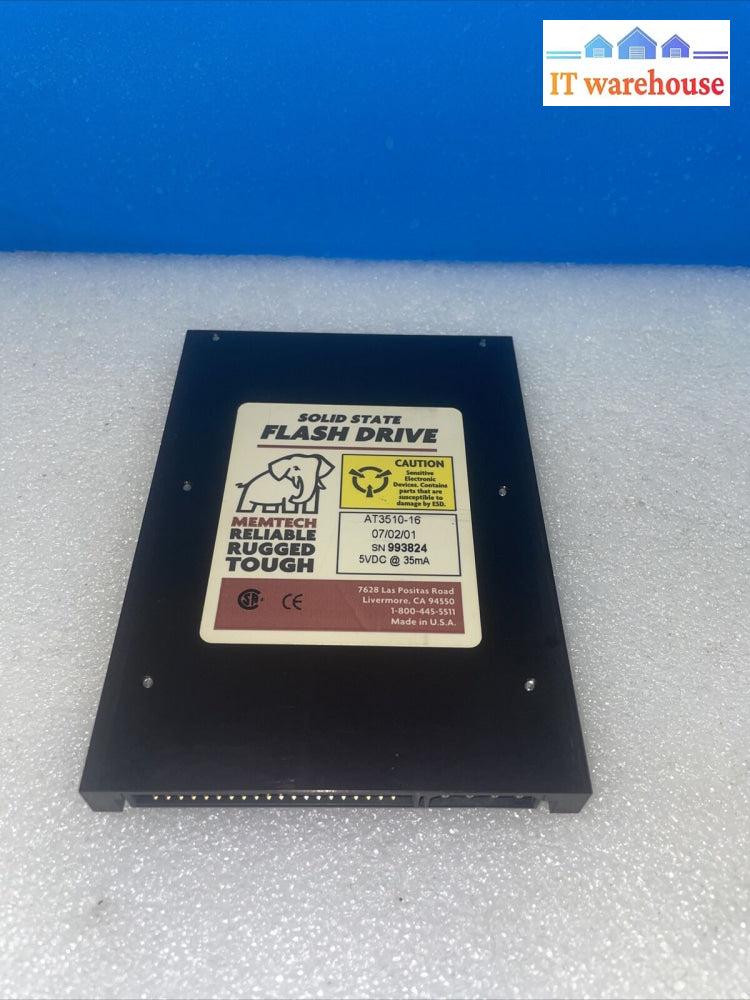 IT warehouse
SOLID STATE
FLASH DRIVE
MEMTECH
RELIABLE
RUGGED
TOUGH
CAUTION
Sensitive
Electronic
Devices. Contains
parts that are
susceptible to
damage by ESD.
AT3510-16
07/02/01
SN 993824
5VDC @ 35mA
SA
CE
7628 Las Positas Road
Livermore, CA 94550
1-800-445-5511
Made in U.S.A.